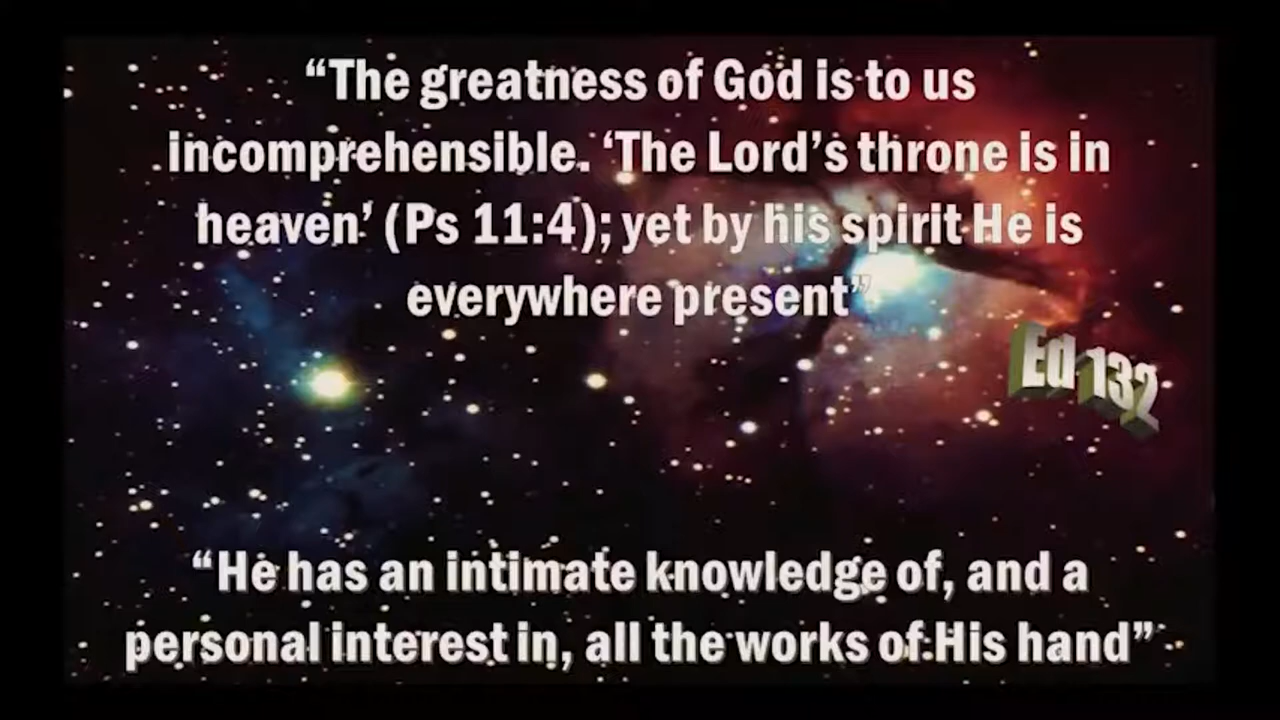 “The greatness of God is to us
incomprehensible. ‘The Lord’s throne is in
heaven’ (Ps 11:4); yet by his spirit He is
everywhere present”
Ed 132
“He has an intimate knowledge of, and a
personal interest in, all the works of His hand”